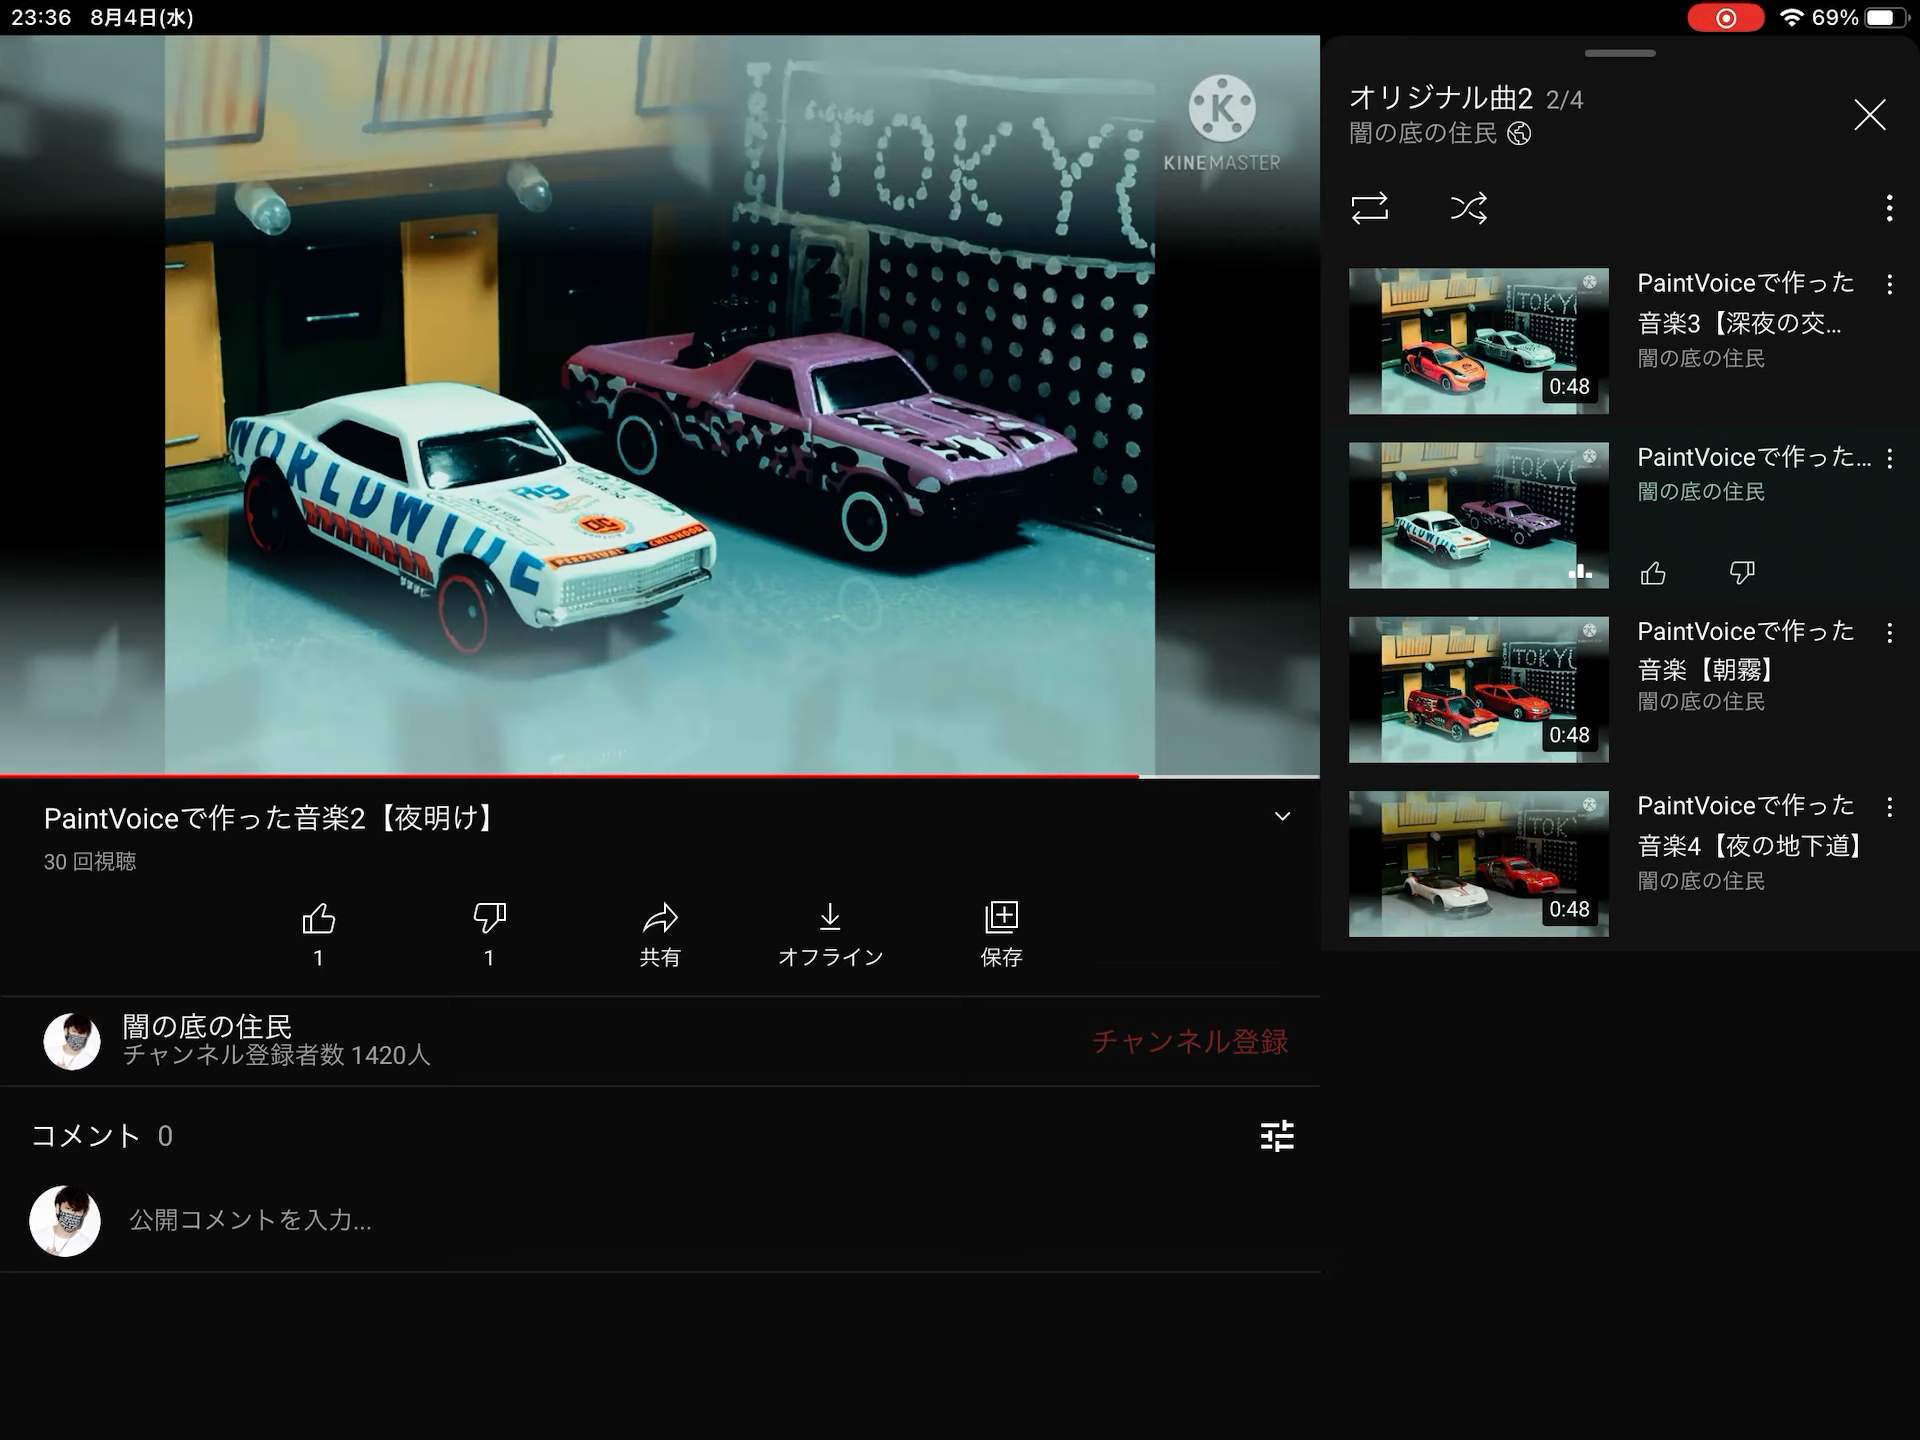 23:36 8月4日(水)
69%
TOKYO
TOKYO
K
KINEMASTER
WORLDWIDE
PERPETUAL CHILDHOOD
オリジナル曲2 2/4
闇の底の住民
PaintVoiceで作った
音楽3【深夜の交...
闇の底の住民
0:48
PaintVoiceで作った...
闇の底の住民
PaintVoiceで作った
音楽【朝霧】
闇の底の住民
0:48
PaintVoiceで作った
音楽4【夜の地下道】
闇の底の住民
0:48
PaintVoiceで作った音楽2【夜明け】
30 回視聴
1
1
共有
オフライン
保存
闇の底の住民
チャンネル登録者数 1420人
チャンネル登録
コメント 0
公開コメントを入力...